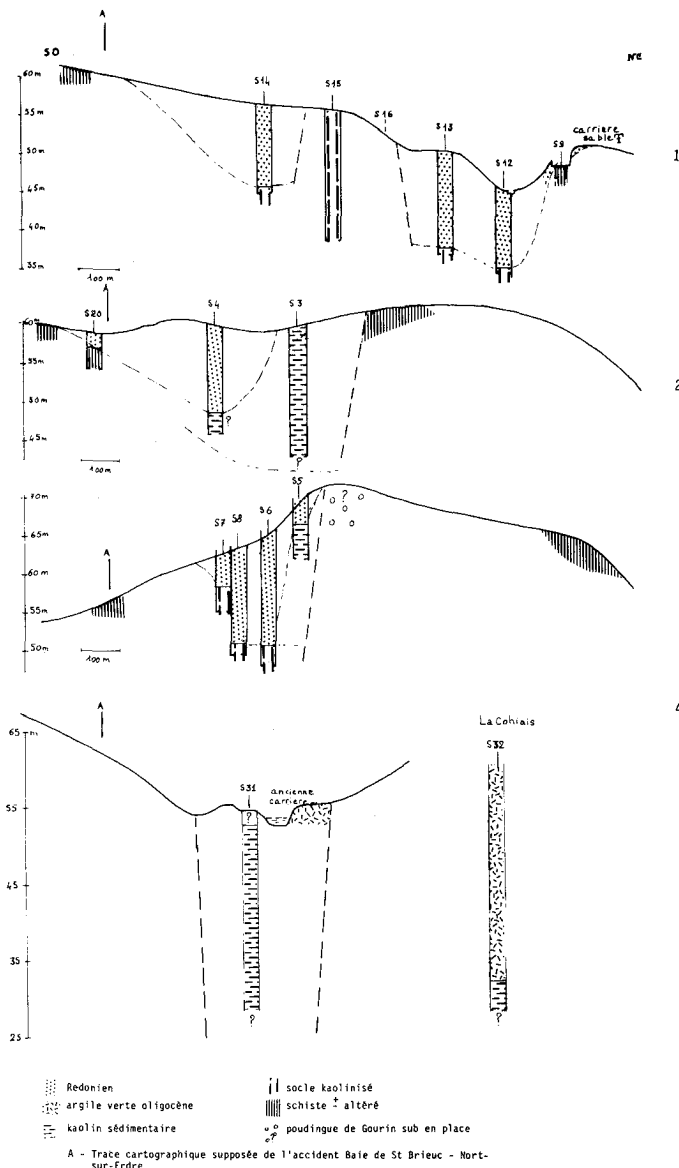 A
SO
NE
60m
55m
50m
45m
40m
35m
S14
S15
S16
S13
S12
S9
carrière
sable
1
100 m
A
S20
S4
S3
60m
50m
45m
?
?
100 m
2
70m
65m
60m
55m
50m
A
S7
S8
S6
S5
?
100 m
A
65 m
55
45
35
25
S31
?
ancienne
carrière
?
La Cohiais
S32
?
4
Redonien
argile verte oligocène
kaolin sédimentaire
socle kaolinisé
schiste ± altéré
poudingue de Gourin sub en place
A - Trace cartographique supposée de l'accident Baie de St Brieuc - Nort-
sur-Erdre